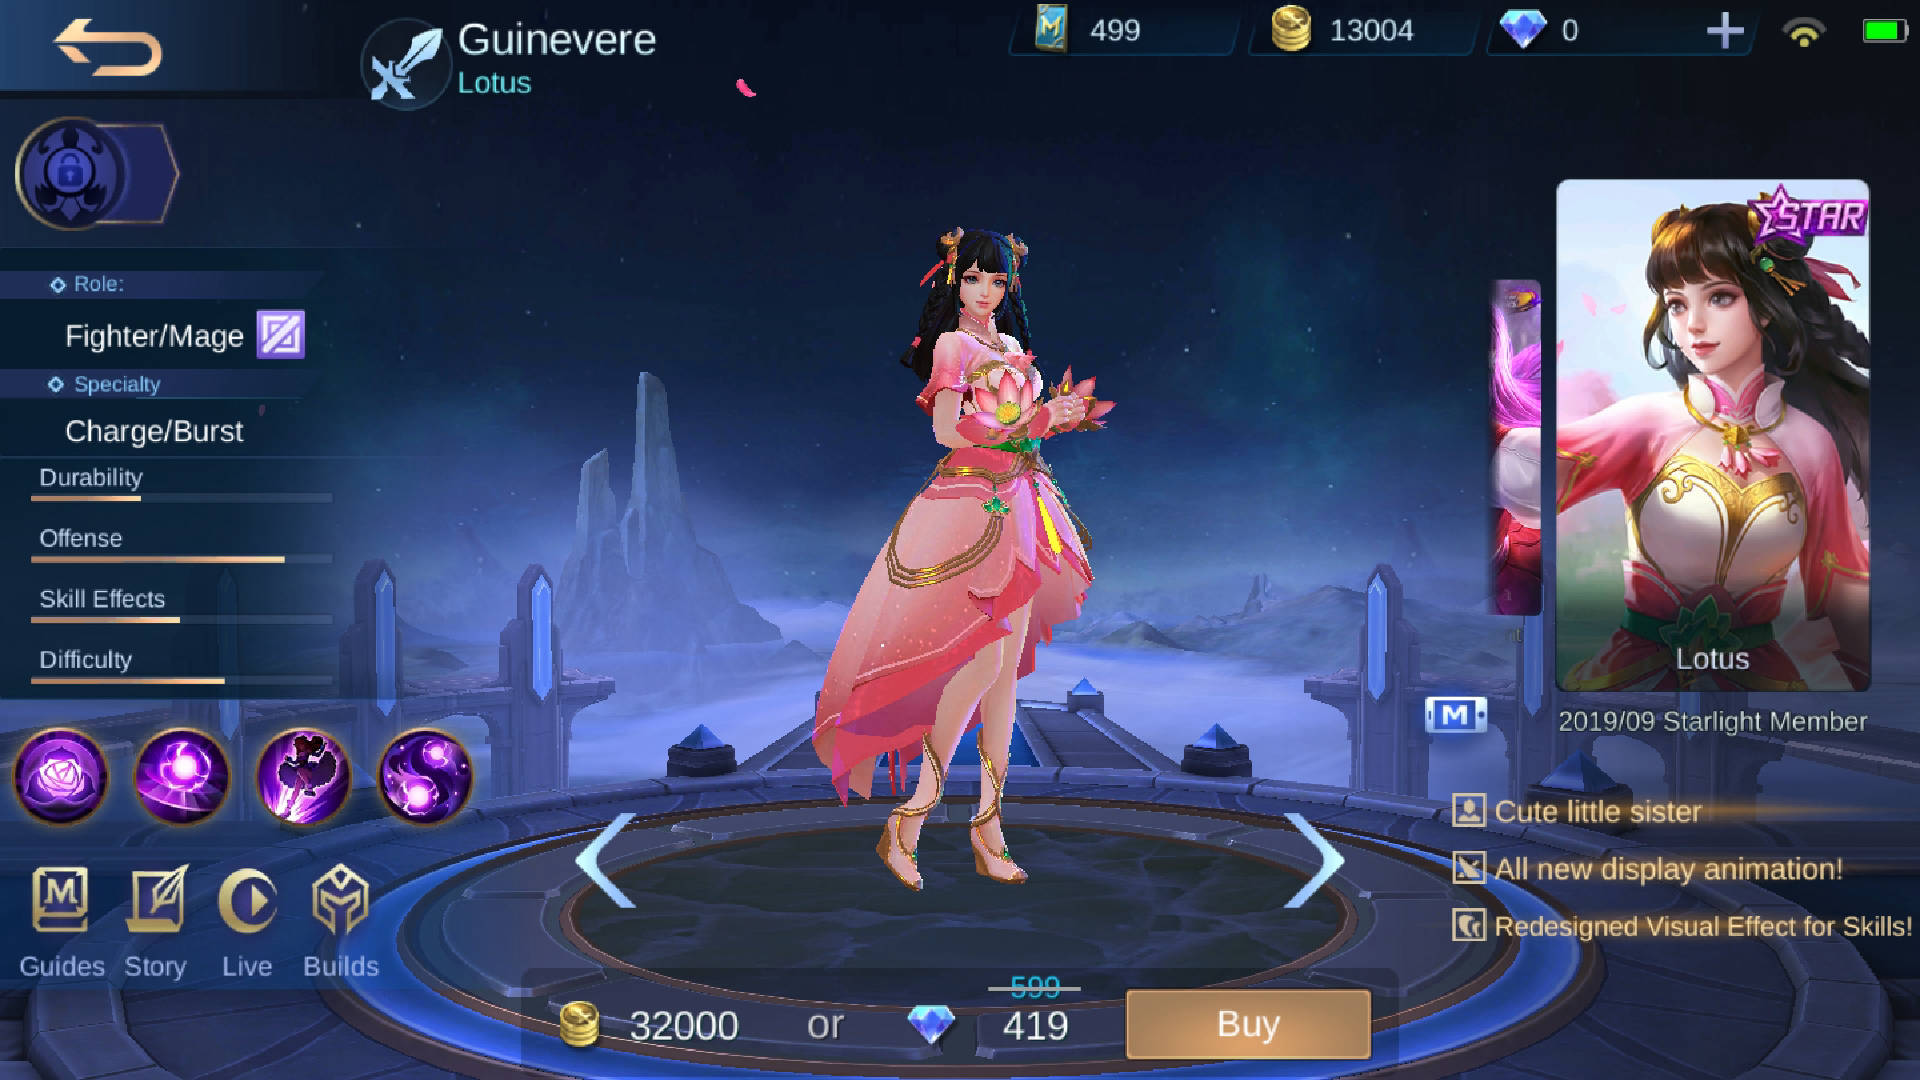 Guinevere
Lotus
499
13004
0
Role:
Fighter/Mage
Specialty
Charge/Burst
Durability
Offense
Skill Effects
Difficulty
M
Guides
Story
Live
Builds
STAR
Lotus
M
2019/09 Starlight Member
Cute little sister
All new display animation!
Redesigned Visual Effect for Skills!
599
32000 or 419
Buy